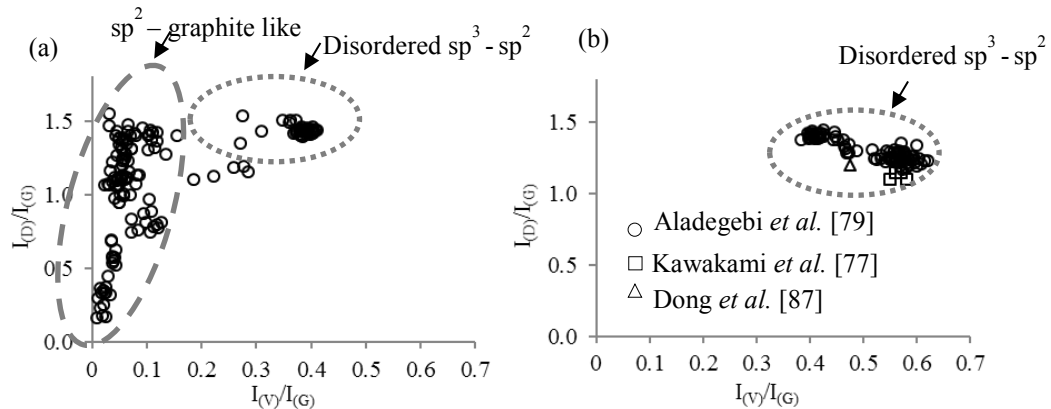 sp² – graphite like
(a)
Disordered sp³ - sp²
1.5
1.0
0.5
0.0
I(D)/I(G)
0 0.1 0.2 0.3 0.4 0.5 0.6 0.7
I(V)/I(G)
(b)
Disordered sp³ - sp²
1.5
1.0
0.5
0.0
I(D)/I(G)
Aladegebi et al. [79]
Kawakami et al. [77]
Dong et al. [87]
0.0 0.1 0.2 0.3 0.4 0.5 0.6 0.7
I(V)/I(G)